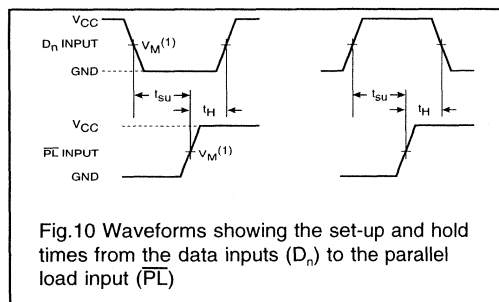 VCC
Dn INPUT
VM(1)
GND
tsu
tH
tsu
tH
VCC
PL INPUT
VM(1)
GND
Fig.10 Waveforms showing the set-up and hold
times from the data inputs (Dn) to the parallel
load input (PL)